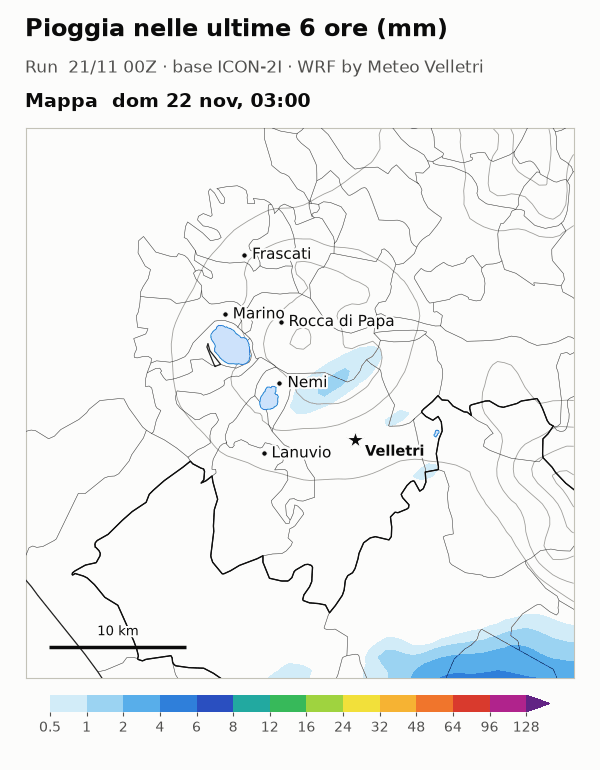 Pioggia nelle ultime 6 ore (mm)
Run  21/11 00Z · base ICON-2I · WRF by Meteo Velletri
Mappa  dom 22 nov, 03:00
Frascati
Marino
Rocca di Papa
Nemi
Velletri
Lanuvio
10 km
0.5 1 2 4 6 8 12 16 24 32 48 64 96 128